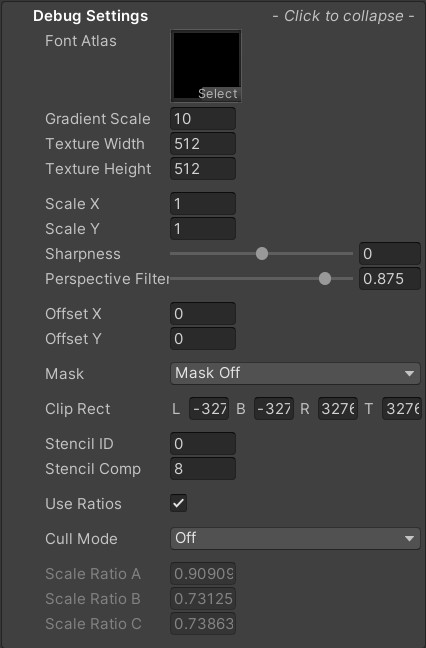 Debug Settings - Click to collapse -
Font Atlas
Select
Gradient Scale 10
Texture Width 512
Texture Height 512
Scale X 1
Scale Y 1
Sharpness 0
Perspective Filter 0.875
Offset X 0
Offset Y 0
Mask Mask Off
Clip Rect L -327 B -327 R 3276 T 3276
Stencil ID 0
Stencil Comp 8
Use Ratios
Cull Mode Off
Scale Ratio A 0.90909
Scale Ratio B 0.73125
Scale Ratio C 0.73863